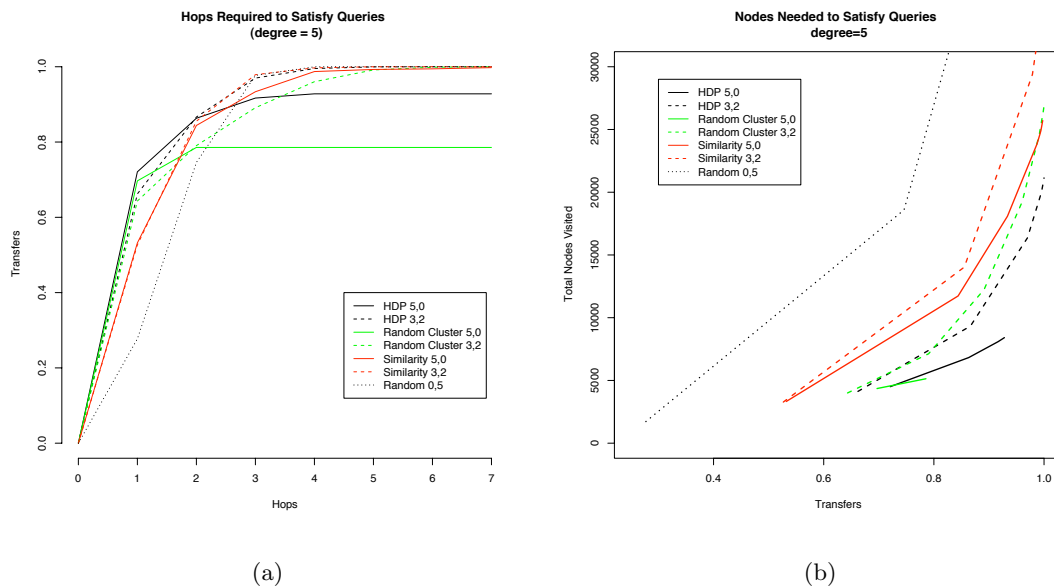 Hops Required to Satisfy Queries
(degree = 5)
Transfers
1.0
0.8
0.6
0.4
0.2
0.0
HDP 5,0
HDP 3,2
Random Cluster 5,0
Random Cluster 3,2
Similarity 5,0
Similarity 3,2
Random 0,5
0 1 2 3 4 5 6 7
Hops
(a)
Nodes Needed to Satisfy Queries
degree=5
Total Nodes Visited
30000
25000
20000
15000
10000
5000
0
HDP 5,0
HDP 3,2
Random Cluster 5,0
Random Cluster 3,2
Similarity 5,0
Similarity 3,2
Random 0,5
0.4 0.6 0.8 1.0
Transfers
(b)